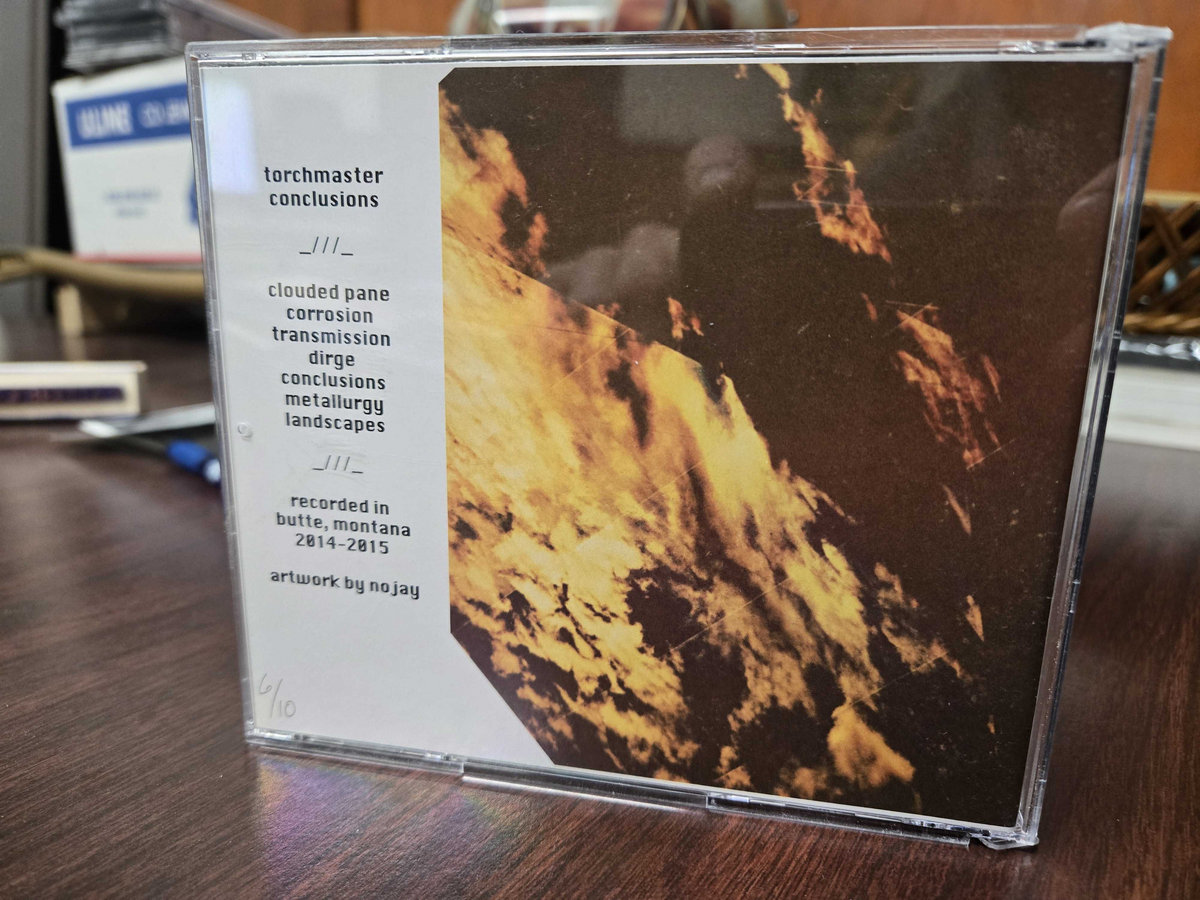 ULINE
torchmaster
conclusions
_///_
clouded pane
corrosion
transmission
dirge
conclusions
metallurgy
landscapes
_///_
recorded in
butte, montana
2014-2015
artwork by nojay
6/10